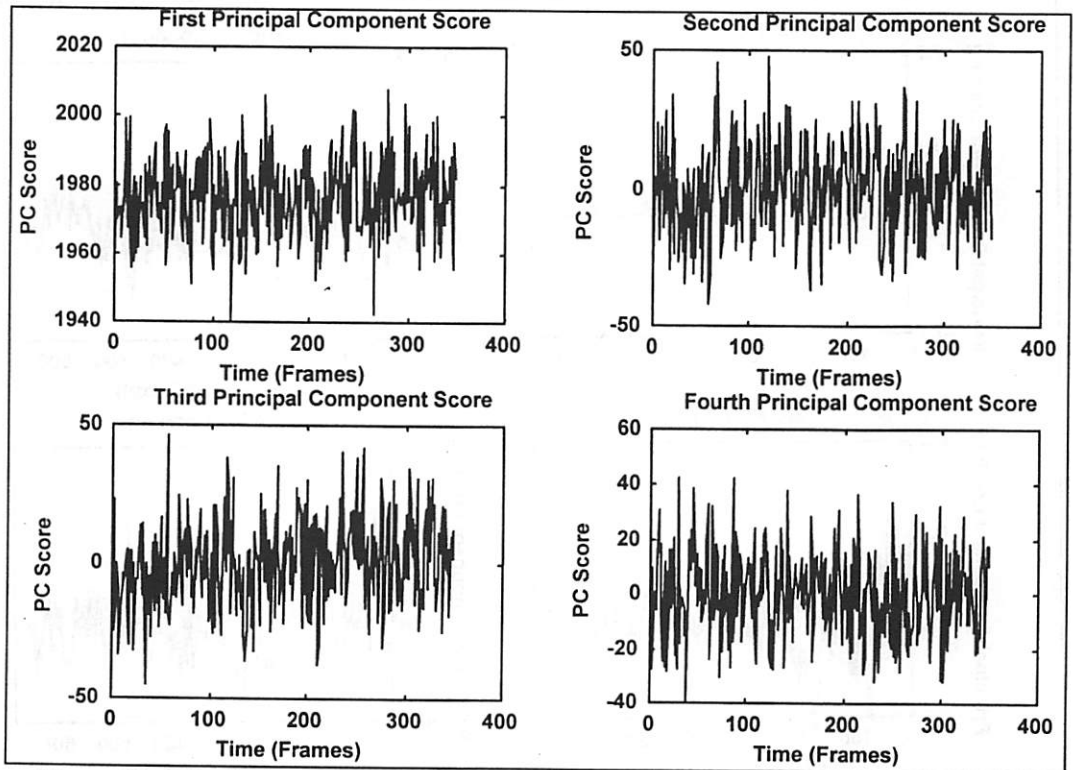 First Principal Component Score
2020
2000
1980
1960
1940
PC Score
0 100 200 300 400
Time (Frames)
Second Principal Component Score
50
0
-50
PC Score
0 100 200 300 400
Time (Frames)
Third Principal Component Score
50
0
-50
PC Score
0 100 200 300 400
Time (Frames)
Fourth Principal Component Score
60
40
20
0
-20
-40
PC Score
0 100 200 300 400
Time (Frames)